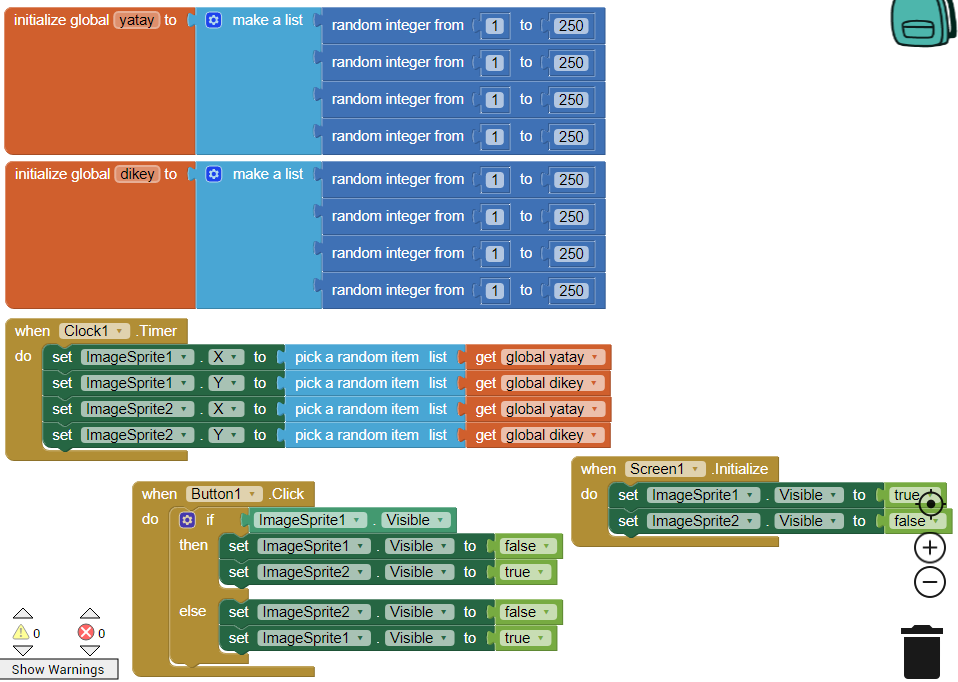 initialize global yatay to make a list random integer from 1 to 250
random integer from 1 to 250
random integer from 1 to 250
random integer from 1 to 250
initialize global dikey to make a list random integer from 1 to 250
random integer from 1 to 250
random integer from 1 to 250
random integer from 1 to 250
when Clock1 .Timer
do set ImageSprite1 . X to pick a random item list get global yatay
set ImageSprite1 . Y to pick a random item list get global dikey
set ImageSprite2 . X to pick a random item list get global yatay
set ImageSprite2 . Y to pick a random item list get global dikey
when Screen1 .Initialize
do set ImageSprite1 . Visible to true
set ImageSprite2 . Visible to false
when Button1 .Click
do if ImageSprite1 . Visible
then set ImageSprite1 . Visible to false
set ImageSprite2 . Visible to true
else set ImageSprite2 . Visible to false
set ImageSprite1 . Visible to true
0 0
Show Warnings